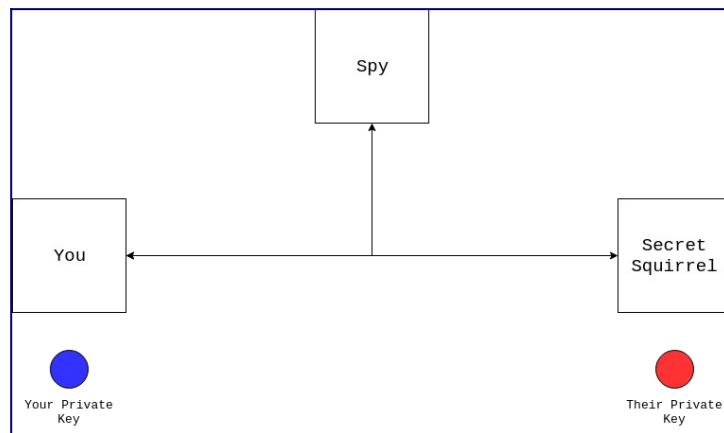 Spy
You
Secret
Squirrel
Your Private
Key
Their Private
Key